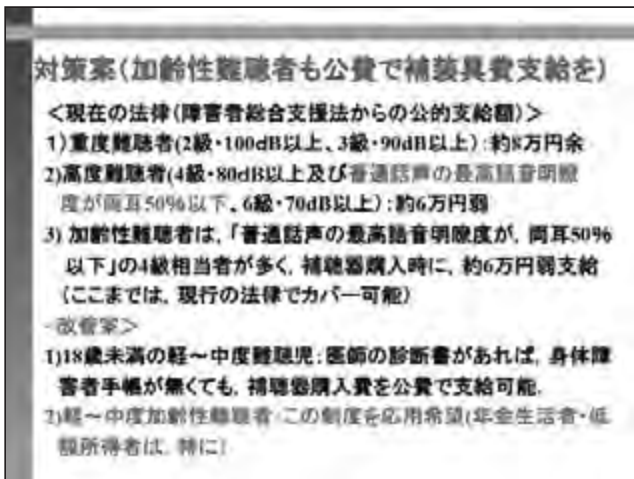 対策案(加齢性難聴者も公費で補装具費支給を)
<現在の法律(障害者総合支援法からの公的支給額)>
1)重度難聴者(2級・100dB以上、3級・90dB以上):約8万円余
2)高度難聴者(4級・80dB以上及び普通話声の最高語音明瞭
度が両耳50%以下、6級・70dB以上):約6万円弱
3) 加齢性難聴者は,「普通話声の最高語音明瞭度が, 両耳50%
以下」の4級相当者が多く, 補聴器購入時に, 約6万円弱支給
(ここまでは, 現行の法律でカバー可能)
<改善案>
1)18歳未満の軽~中度難聴児:医師の診断書があれば, 身体障
害者手帳が無くても, 補聴器購入費を公費で支給可能.
2)軽~中度加齢性難聴者:この制度を応用希望(年金生活者・低
額所得者は, 特に)